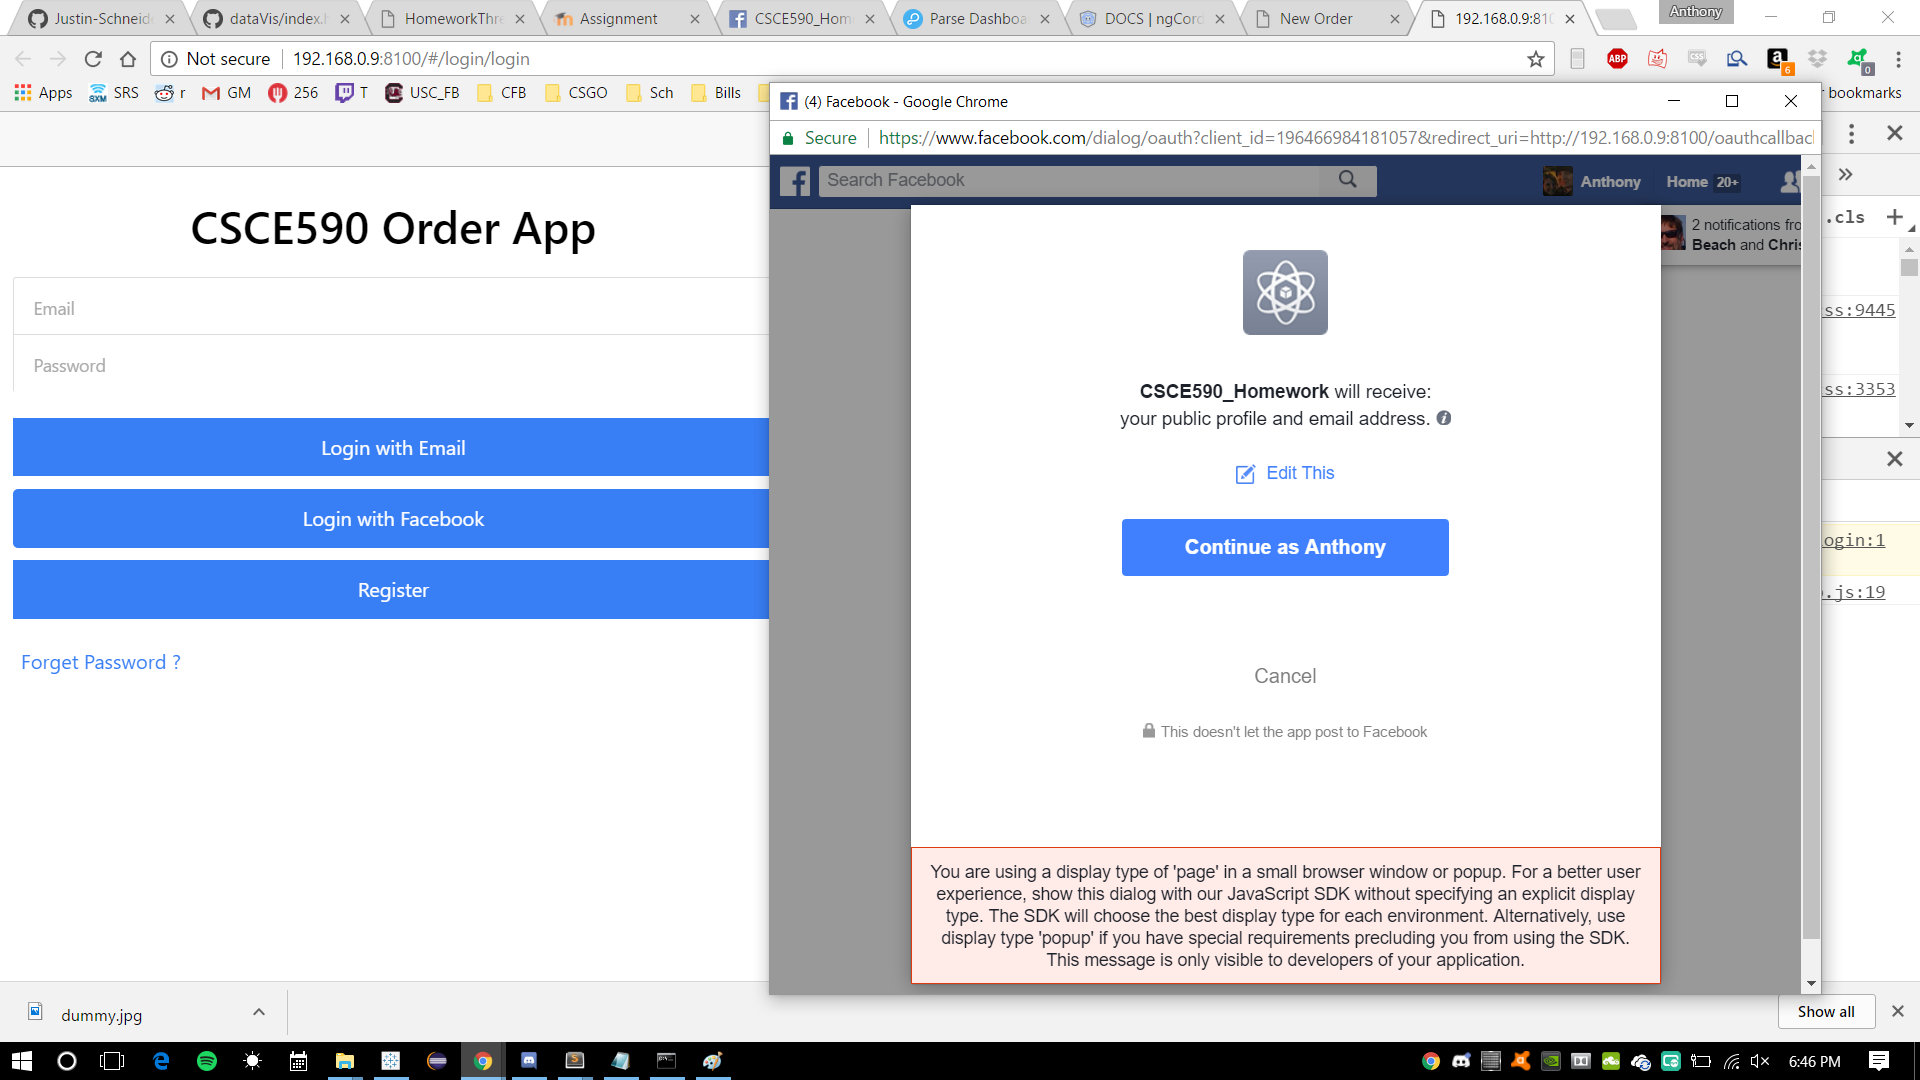 Justin-Schneid
dataVis/index.h
HomeworkThre
Assignment
CSCE590_Hom
Parse Dashboa
DOCS | ngCord
New Order
192.168.0.9:810
Anthony
Not secure
192.168.0.9:8100/#/login/login
ABP
CSS
a
6
0
Apps
SRS
r
GM
256
T
USC_FB
CFB
CSGO
Sch
Bills
bookmarks
(4) Facebook - Google Chrome
Secure
https://www.facebook.com/dialog/oauth?client_id=196466984181057&redirect_uri=http://192.168.0.9:8100/oauthcallbac
Search Facebook
Anthony
Home 20+
2 notifications fro
Beach and Chris
.cls
ss:9445
ss:3353
ogin:1
.js:19
CSCE590 Order App
Email
Password
Login with Email
Login with Facebook
Register
Forget Password ?
CSCE590_Homework will receive:
your public profile and email address.
Edit This
Continue as Anthony
Cancel
This doesn't let the app post to Facebook
You are using a display type of 'page' in a small browser window or popup. For a better user
experience, show this dialog with our JavaScript SDK without specifying an explicit display
type. The SDK will choose the best display type for each environment. Alternatively, use
display type 'popup' if you have special requirements precluding you from using the SDK.
This message is only visible to developers of your application.
dummy.jpg
Show all
6:46 PM